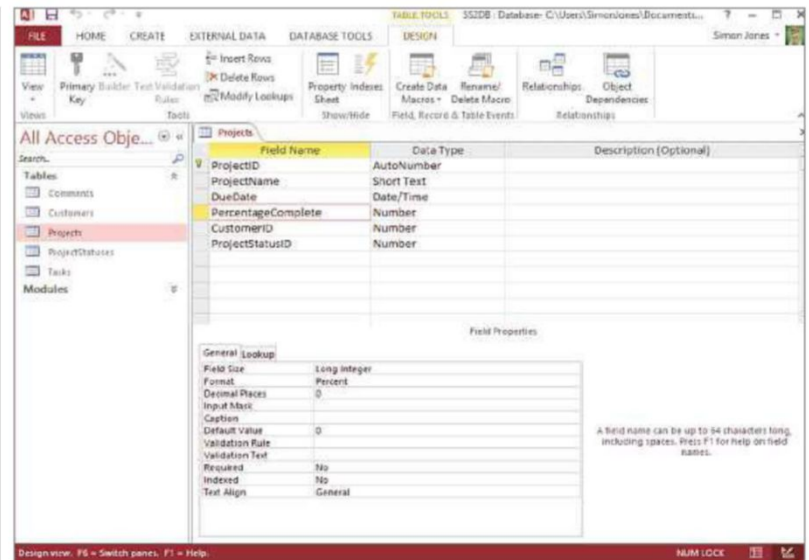 TABLE TOOLS SS2DB : Database- C:\Users\SimonJones\Documents... ?
FILE HOME CREATE EXTERNAL DATA DATABASE TOOLS DESIGN Simon Jones
View
Primary Key
Builder
Test Validation Rules
Insert Rows
Delete Rows
Modify Lookups
Property Sheet
Indexes
Create Data Macros
Rename/ Delete Macro
Relationships
Object Dependencies
Views Tools Show/Hide Field, Record & Table Events Relationships
All Access Obje...
Search...
Tables
Comments
Customers
Projects
ProjectStatuses
Tasks
Modules
Projects
Field Name Data Type Description (Optional)
ProjectID AutoNumber
ProjectName Short Text
DueDate Date/Time
PercentageComplete Number
CustomerID Number
ProjectStatusID Number
Field Properties
General Lookup
Field Size Long Integer
Format Percent
Decimal Places 0
Input Mask
Caption
Default Value 0
Validation Rule
Validation Text
Required No
Indexed No
Text Align General
A field name can be up to 64 characters long,
including spaces. Press F1 for help on field
names.
Design view. F6 = Switch panes. F1 = Help. NUM LOCK